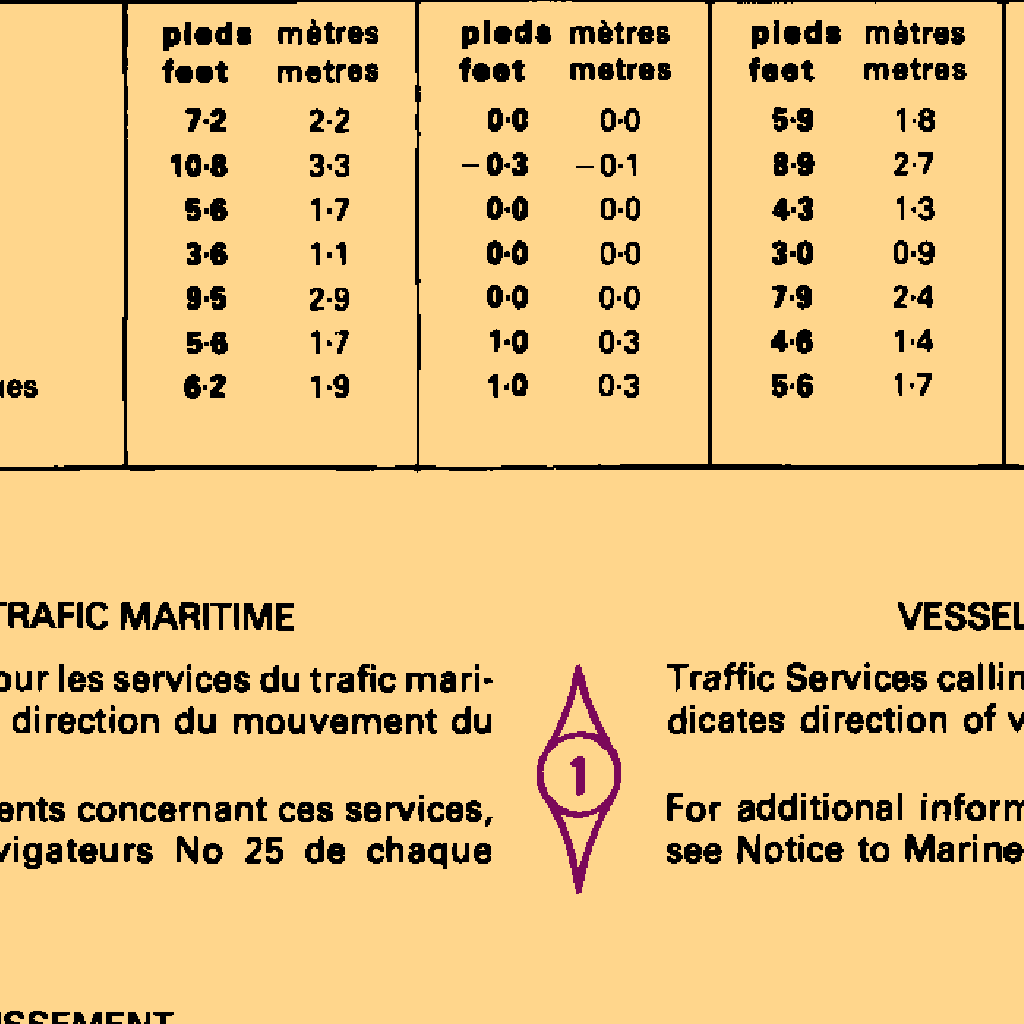 pieds mètres pieds mètres pieds mètres
feet metres feet metres feet metres
7·2 2·2 0·0 0·0 5·9 1·8
10·8 3·3 –0·3 –0·1 8·9 2·7
5·6 1·7 0·0 0·0 4·3 1·3
3·6 1·1 0·0 0·0 3·0 0·9
9·5 2·9 0·0 0·0 7·9 2·4
5·6 1·7 1·0 0·3 4·6 1·4
6·2 1·9 1·0 0·3 5·6 1·7
TRAFIC MARITIME
our les services du trafic mari-
direction du mouvement du
ents concernant ces services,
vigateurs No 25 de chaque
1
VESSEL
Traffic Services callin
dicates direction of v
For additional inform
see Notice to Marine